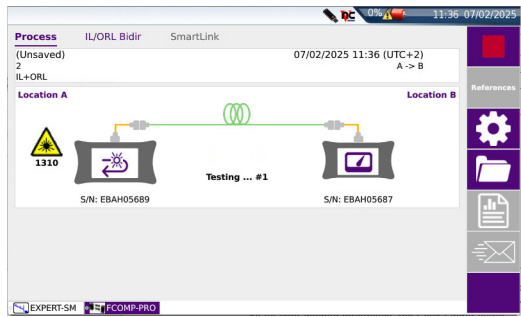 0% 11:36 07/02/2025
Process IL/ORL Bidir SmartLink
(Unsaved) 07/02/2025 11:36 (UTC+2)
2 A -> B
IL+ORL
References
Location A Location B
1310
Testing ... #1
S/N: EBAH05689 S/N: EBAH05687
EXPERT-SM FCOMP-PRO